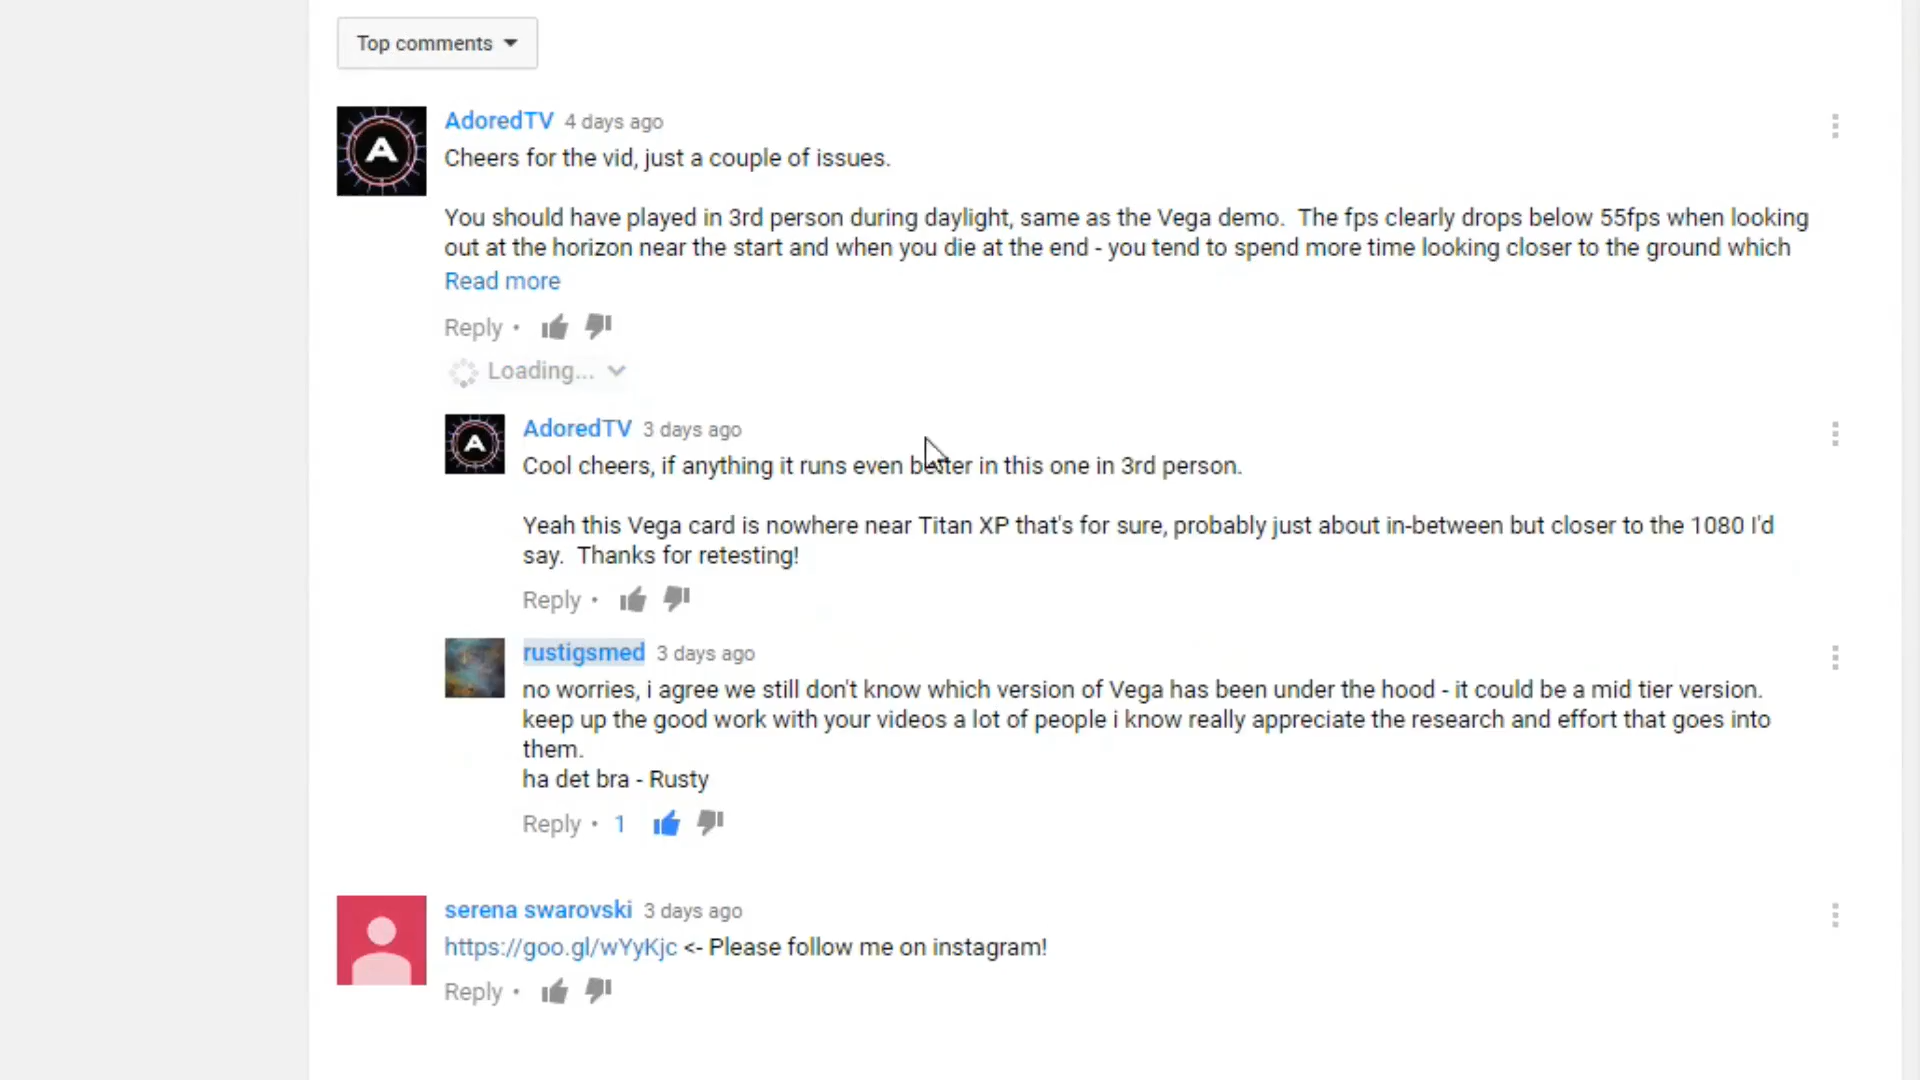 Top comments
AdoredTV 4 days ago
Cheers for the vid, just a couple of issues.
You should have played in 3rd person during daylight, same as the Vega demo. The fps clearly drops below 55fps when looking
out at the horizon near the start and when you die at the end - you tend to spend more time looking closer to the ground which
Read more
Reply •
Loading...
A
AdoredTV 3 days ago
Cool cheers, if anything it runs even better in this one in 3rd person.
Yeah this Vega card is nowhere near Titan XP that's for sure, probably just about in-between but closer to the 1080 I'd
say. Thanks for retesting!
Reply •
rustigsmed 3 days ago
no worries, i agree we still don't know which version of Vega has been under the hood - it could be a mid tier version.
keep up the good work with your videos a lot of people i know really appreciate the research and effort that goes into
them.
ha det bra - Rusty
Reply • 1
serena swarovski 3 days ago
https://goo.gl/wYyKjc <- Please follow me on instagram!
Reply •